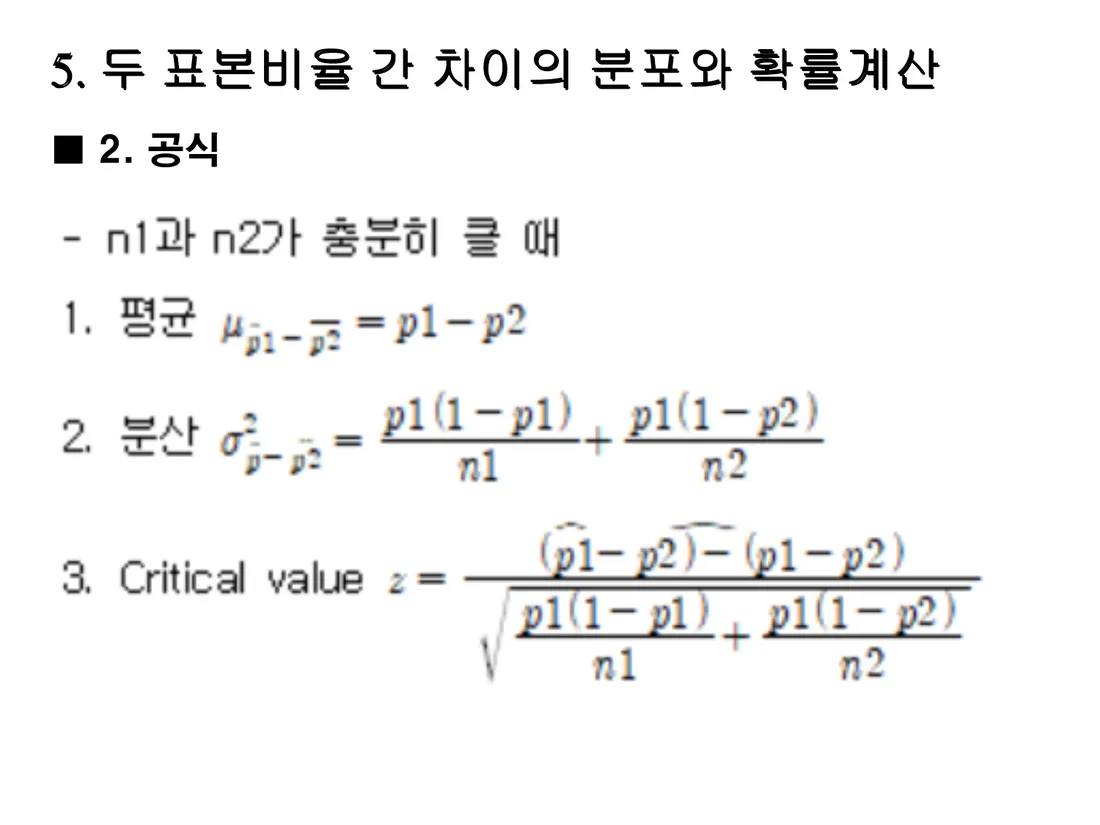 5. 두 표본비율 간 차이의 분포와 확률계산
■ 2. 공식
- n1과 n2가 충분히 클 때
1. 평균 μ_{p̄1 - p̄2} = p1 - p2
2. 분산 σ²_{p̄ - p̄2} = p1(1 - p1)/n1 + p1(1 - p2)/n2
3. Critical value z = ((p̂1 - p2) - (p1 - p2)) / √(p1(1 - p1)/n1 + p1(1 - p2)/n2)